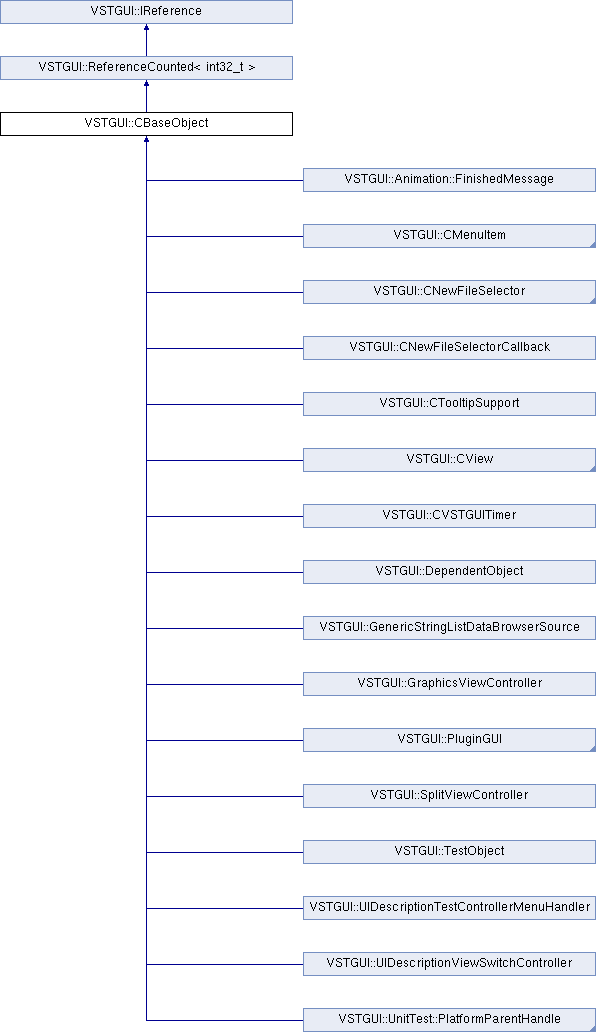 VSTGUI::IReference
VSTGUI::ReferenceCounted< int32_t >
VSTGUI::CBaseObject
VSTGUI::Animation::FinishedMessage
VSTGUI::CMenuItem
VSTGUI::CNewFileSelector
VSTGUI::CNewFileSelectorCallback
VSTGUI::CTooltipSupport
VSTGUI::CView
VSTGUI::CVSTGUITimer
VSTGUI::DependentObject
VSTGUI::GenericStringListDataBrowserSource
VSTGUI::GraphicsViewController
VSTGUI::PluginGUI
VSTGUI::SplitViewController
VSTGUI::TestObject
VSTGUI::UIDescriptionTestControllerMenuHandler
VSTGUI::UIDescriptionViewSwitchController
VSTGUI::UnitTest::PlatformParentHandle